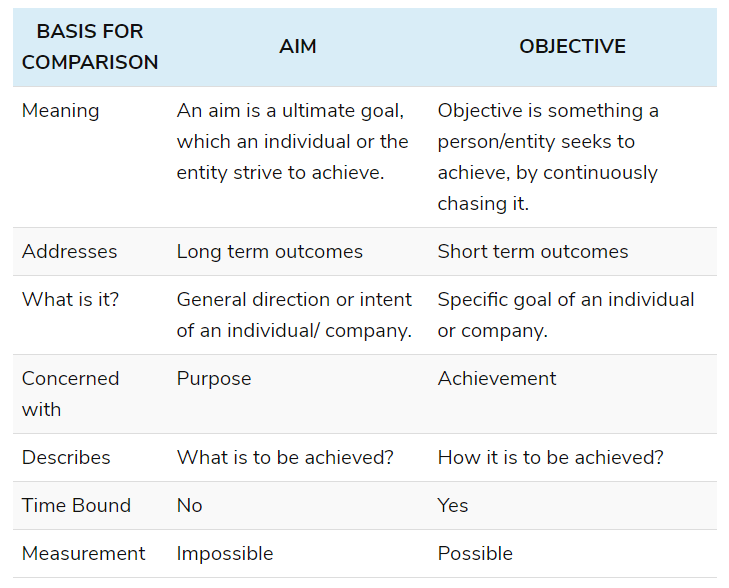 BASIS FOR COMPARISON AIM OBJECTIVE
Meaning
An aim is a ultimate goal,
which an individual or the
entity strive to achieve.
Objective is something a
person/entity seeks to
achieve, by continuously
chasing it.
Addresses Long term outcomes Short term outcomes
What is it?
General direction or intent
of an individual/ company.
Specific goal of an individual
or company.
Concerned
with
Purpose
Achievement
Describes What is to be achieved? How it is to be achieved?
Time Bound No Yes
Measurement Impossible Possible